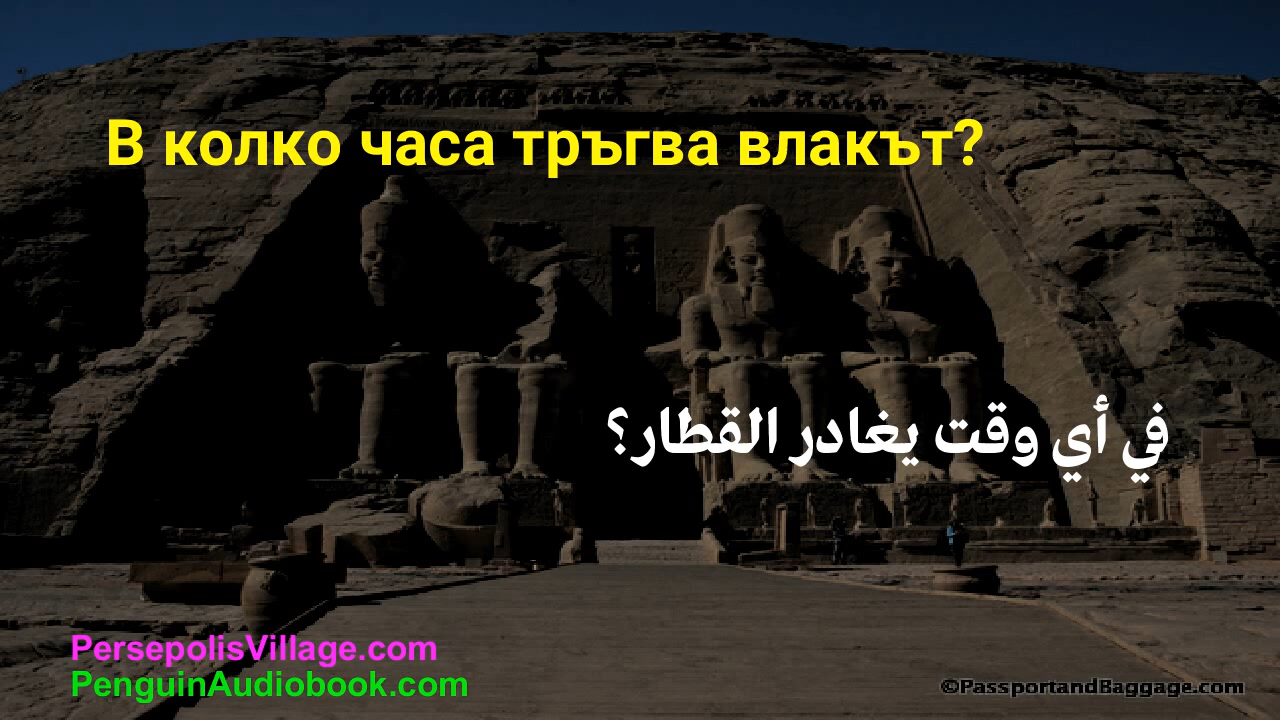 В колко часа тръгва влакът?
في أي وقت يغادر القطار؟
PersepolisVillage.com
PenguinAudiobook.com
©PassportandBaggage.com